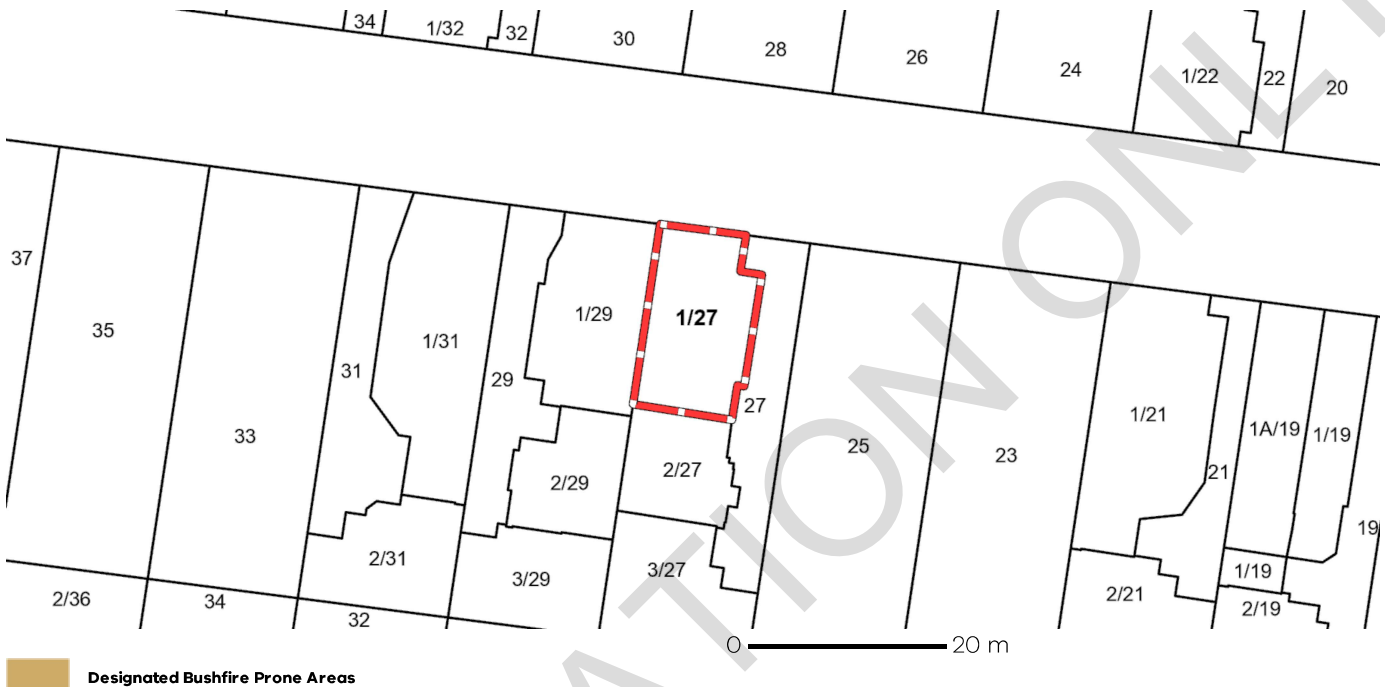 34 1/32 32 30 28 26 24 1/22 22 20
37 35 33 31 1/31 29 1/29 1/27 27 25 23 1/21 21 1A/19 1/19 19
2/29 2/27
2/31 3/29 3/27 2/21 1/19 2/19
2/36 34 32
ATION ONL
0 20 m
Designated Bushfire Prone Areas